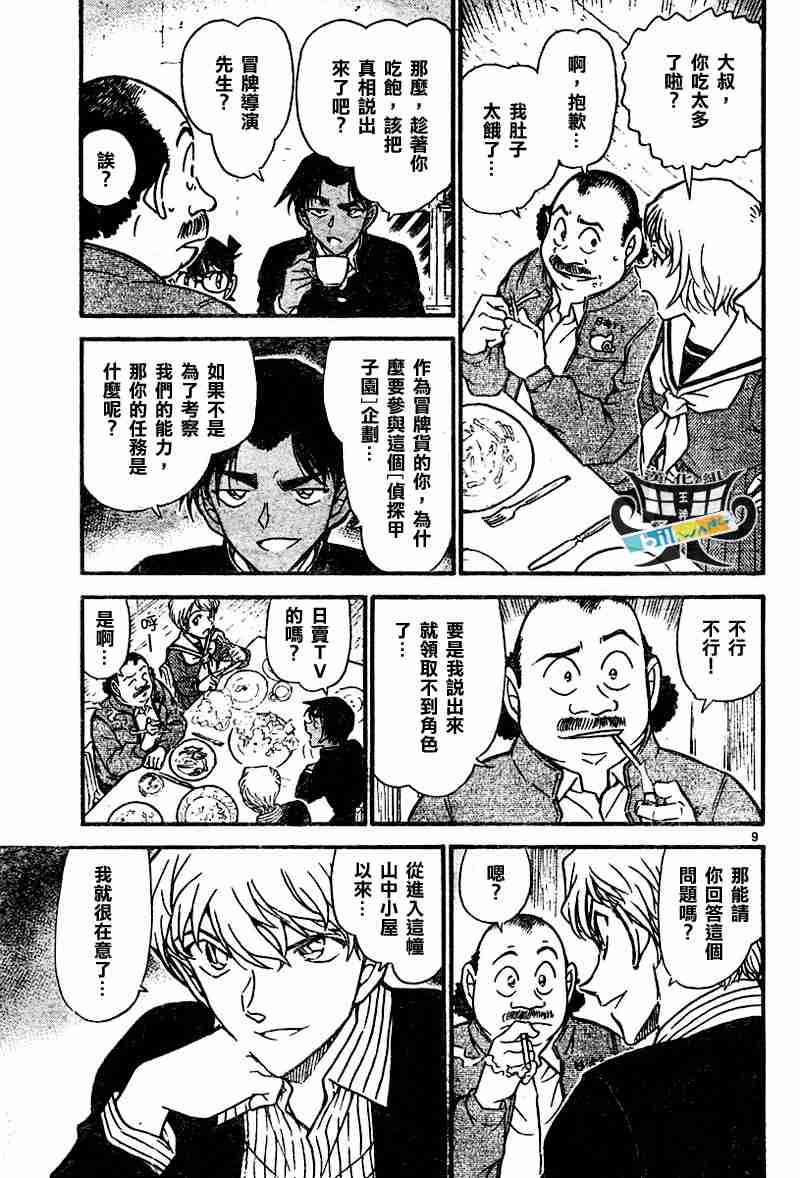 大叔，
你吃太多
了啦？
啊，抱歉…
我肚子
太餓了…
那麼，趁著你
吃飽，該把
真相說出
來了吧？
冒牌導演
先生？
誒？
作為冒牌貨的你，為什
麼要參與這個[偵探甲
子園]企劃…
如果不是
為了考察
我們的能力，
那你的任務是
什麼呢？
不行
不行！
要是我說出來
就領取不到角色
了…
日賣TV
的嗎？
呼—
是啊…
9
那能請
你回答這個
問題嗎？
嗯？
從進入這幢
山中小屋
以來…
我就很
在意了…